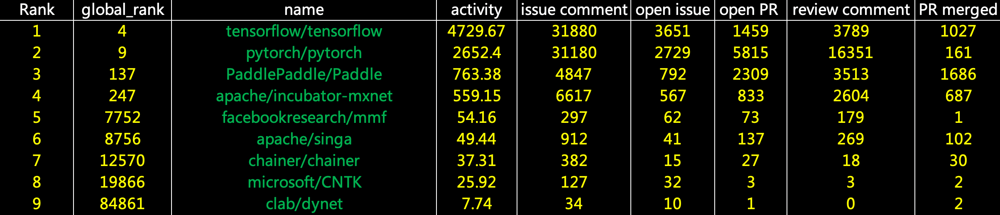 Rank global_rank name activity issue comment open issue open PR review comment PR merged
1 4 tensorflow/tensorflow 4729.67 31880 3651 1459 3789 1027
2 9 pytorch/pytorch 2652.4 31180 2729 5815 16351 161
3 137 PaddlePaddle/Paddle 763.38 4847 792 2309 3513 1686
4 247 apache/incubator-mxnet 559.15 6617 567 833 2604 687
5 7752 facebookresearch/mmf 54.16 297 62 73 179 1
6 8756 apache/singa 49.44 912 41 137 269 102
7 12570 chainer/chainer 37.31 382 15 27 18 30
8 19866 microsoft/CNTK 25.92 127 32 3 3 2
9 84861 clab/dynet 7.74 34 10 1 0 2